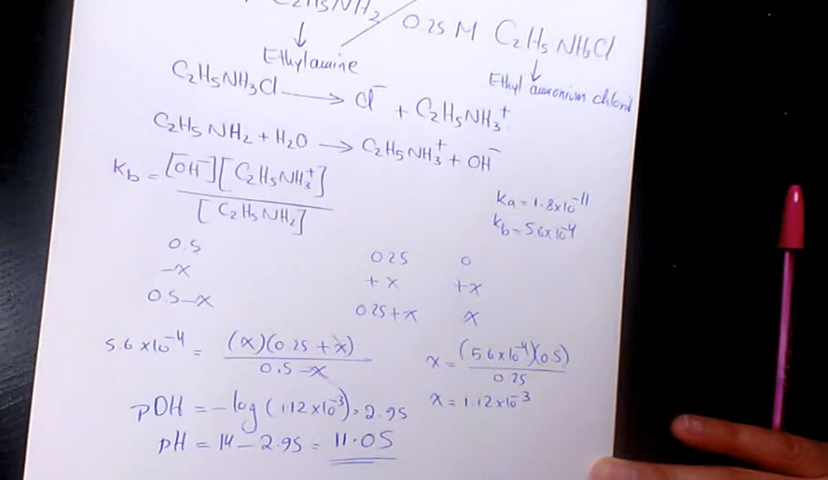 C₂H₅NH₂ 0.25 M C₂H₅NH₃Cl
↓ ↓
Ethylamine Ethyl ammonium chlorid
C₂H₅NH₃Cl ⟶ Cl⁻ + C₂H₅NH₃⁺
C₂H₅NH₂ + H₂O ⟶ C₂H₅NH₃⁺ + OH⁻
Kb = [OH⁻][C₂H₅NH₃⁺] / [C₂H₅NH₂]
Ka = 1.8x10⁻¹¹
Kb = 5.6x10⁻⁴
0.5 0.25 0
-x +x +x
0.5-x 0.25+x x
5.6x10⁻⁴ = (x)(0.25+x) / 0.5-x
x = (5.6x10⁻⁴)(0.5) / 0.25
x = 1.12x10⁻³
pOH = -log(1.12x10⁻³) = 2.95
pH = 14 - 2.95 = 11.05